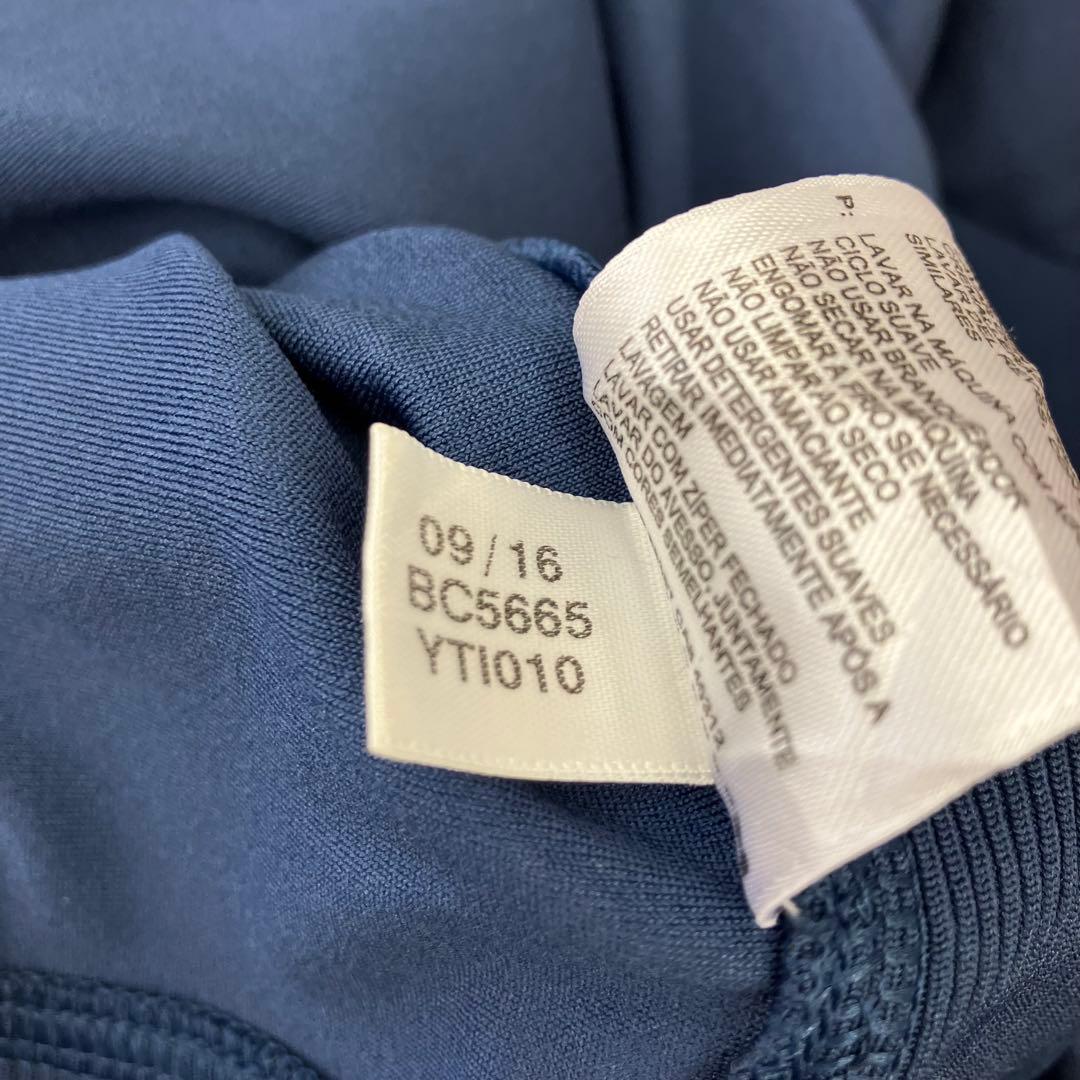 09/16
BC5665
YTI010
P:
LAVAR NA MÁQUINA COM
CICLO SUAVE
NÃO USAR BRANQUEADOR
NÃO SECAR NA MÁQUINA
ENGOMAR A FRIO SE NECESSÁRIO
NÃO LIMPAR AO SECO
NÃO USAR AMACIANTE
USAR DETERGENTES SUAVES
RETIRAR IMEDIATAMENTE APÓS A
LAVAGEM
LAVAR COM ZÍPER FECHADO
LAVAR DO AVESSO, JUNTAMENTE
COM CORES SEMELHANTES
SIMILARES